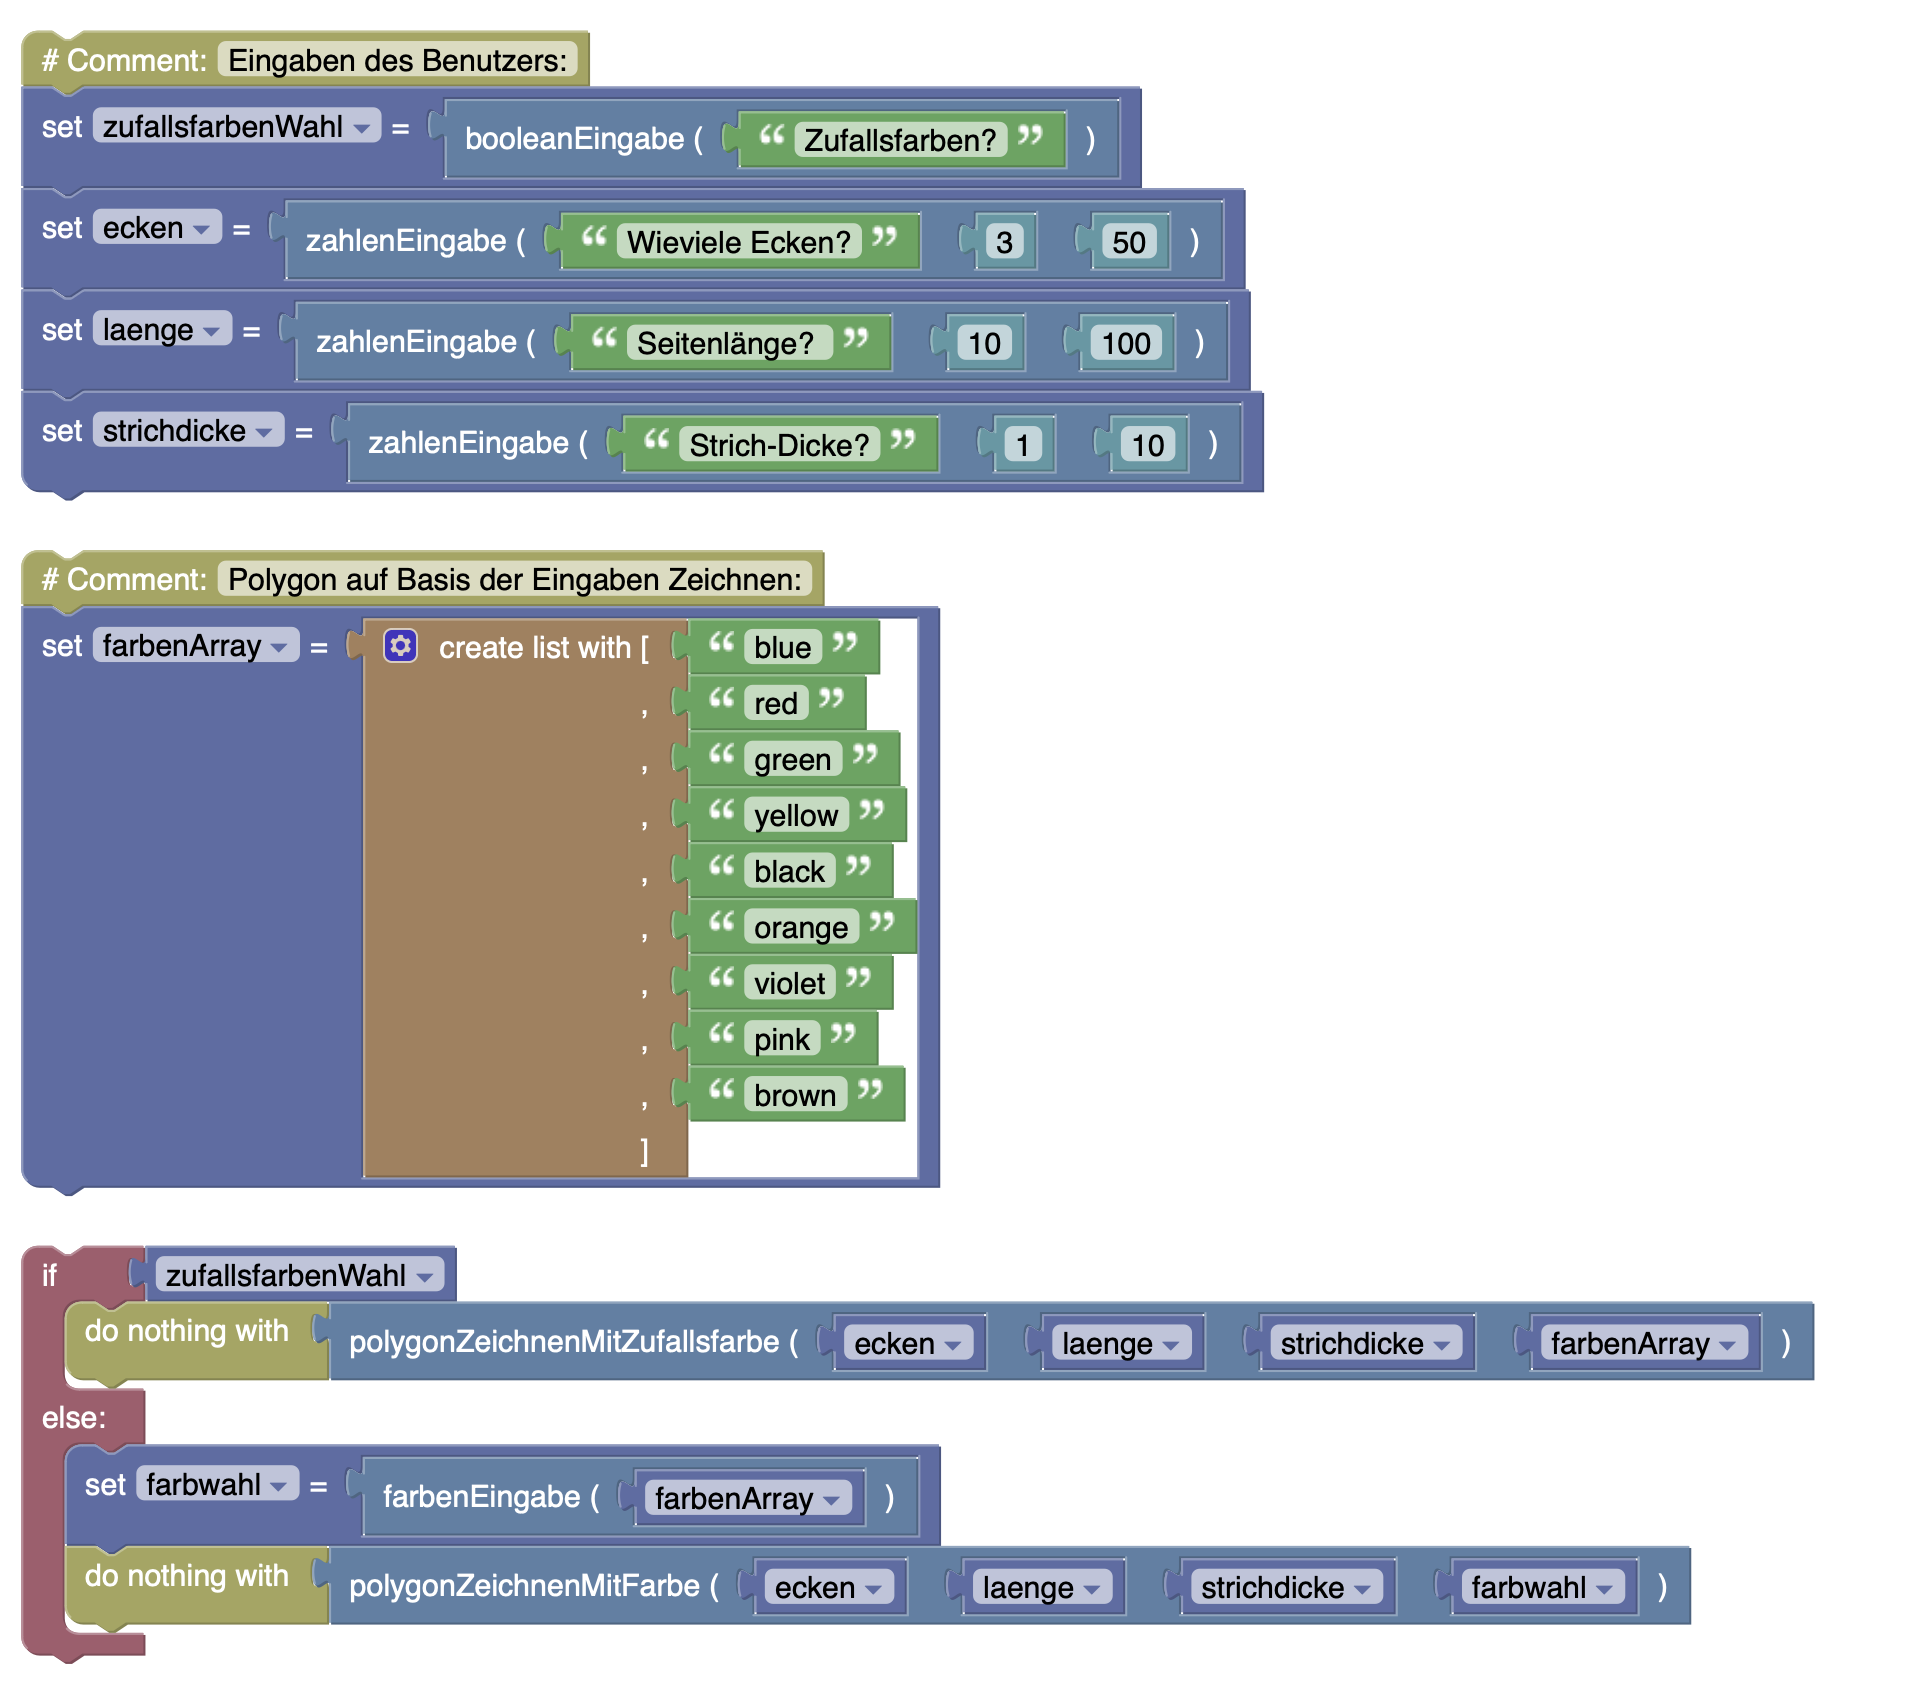 # Comment: Eingaben des Benutzers:
set zufallsfarbenWahl = booleanEingabe ( “ Zufallsfarben? ” )
set ecken = zahlenEingabe ( “ Wieviele Ecken? ” 3 50 )
set laenge = zahlenEingabe ( “ Seitenlänge? ” 10 100 )
set strichdicke = zahlenEingabe ( “ Strich-Dicke? ” 1 10 )
# Comment: Polygon auf Basis der Eingaben Zeichnen:
set farbenArray = create list with [ “ blue ”
, “ red ”
, “ green ”
, “ yellow ”
, “ black ”
, “ orange ”
, “ violet ”
, “ pink ”
, “ brown ”
]
if zufallsfarbenWahl
do nothing with polygonZeichnenMitZufallsfarbe ( ecken laenge strichdicke farbenArray )
else:
set farbwahl = farbenEingabe ( farbenArray )
do nothing with polygonZeichnenMitFarbe ( ecken laenge strichdicke farbwahl )